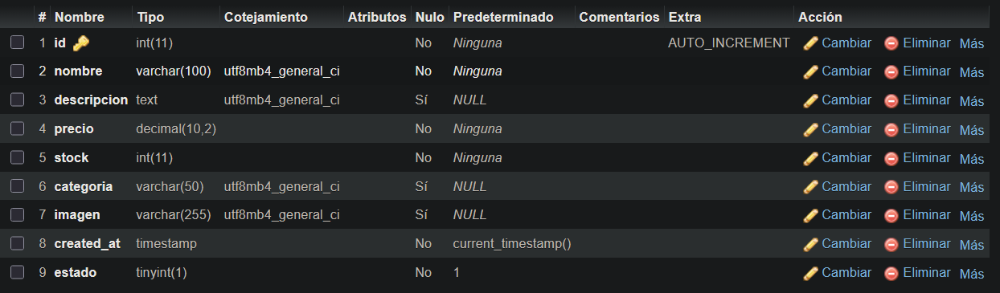 # Nombre Tipo Cotejamiento Atributos Nulo Predeterminado Comentarios Extra Acción
1 id int(11) No Ninguna AUTO_INCREMENT Cambiar Eliminar Más
2 nombre varchar(100) utf8mb4_general_ci No Ninguna Cambiar Eliminar Más
3 descripcion text utf8mb4_general_ci Sí NULL Cambiar Eliminar Más
4 precio decimal(10,2) No Ninguna Cambiar Eliminar Más
5 stock int(11) No Ninguna Cambiar Eliminar Más
6 categoria varchar(50) utf8mb4_general_ci Sí NULL Cambiar Eliminar Más
7 imagen varchar(255) utf8mb4_general_ci Sí NULL Cambiar Eliminar Más
8 created_at timestamp No current_timestamp() Cambiar Eliminar Más
9 estado tinyint(1) No 1 Cambiar Eliminar Más